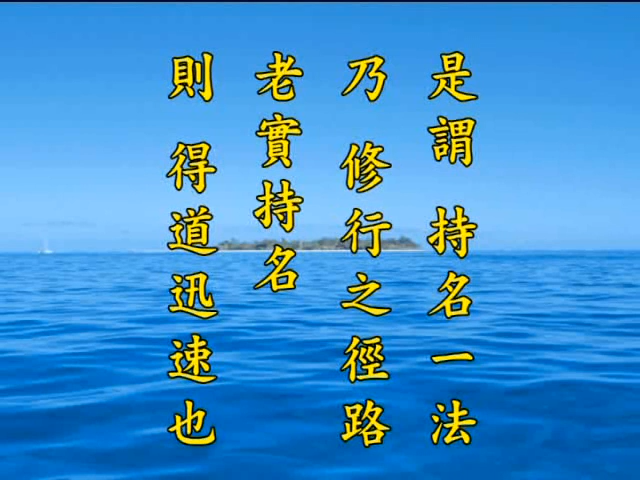 是謂 持名一法
乃 修行之徑路
老實持名
則 得道迅速也